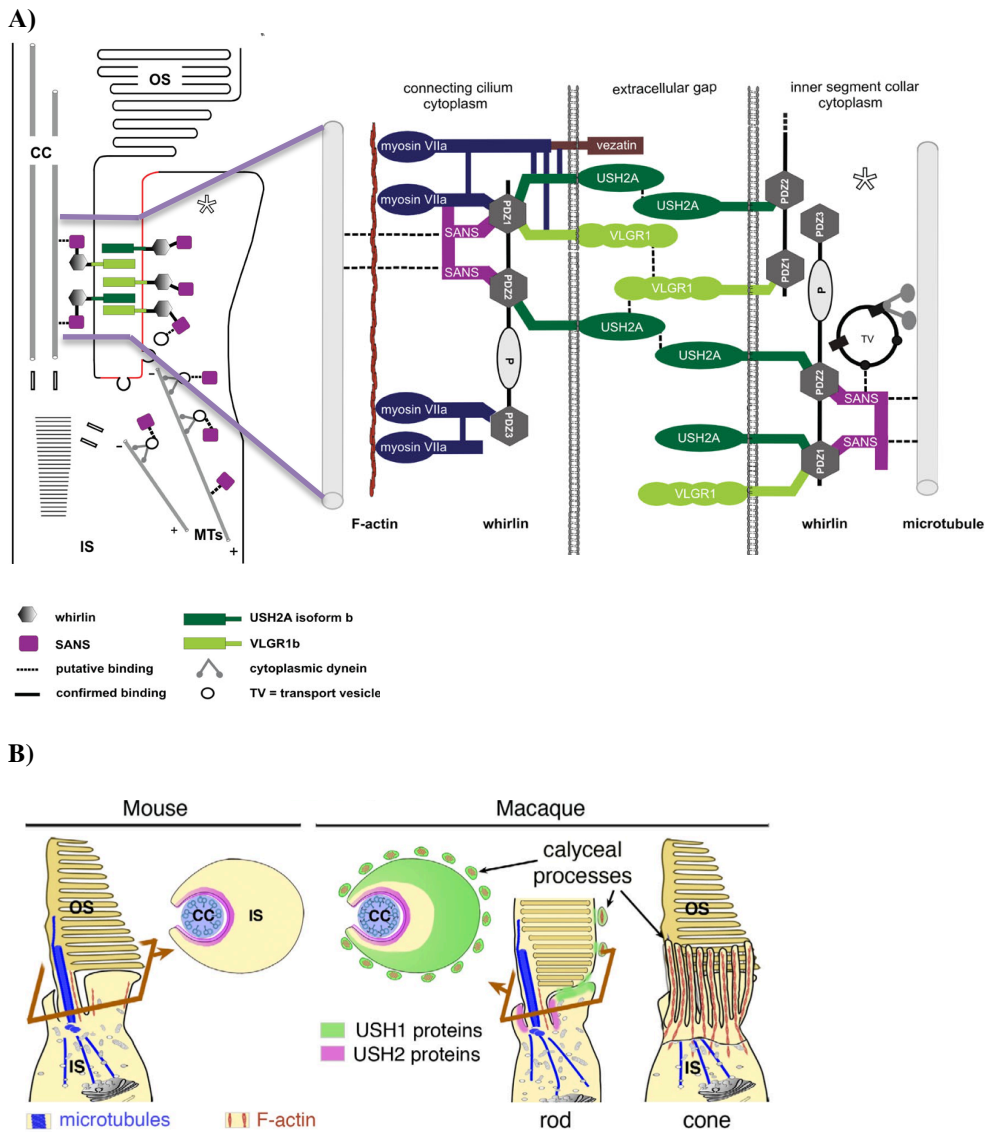 A)
OS
CC
IS
MTs
-
-
+
+
connecting cilium
cytoplasm
extracellular gap
inner segment collar
cytoplasm
myosin VIIa
vezatin
myosin VIIa
USH2A
USH2A
PDZ1
PDZ2
PDZ3
SANS
VLGR1
SANS
PDZ2
VLGR1
PDZ1
P
USH2A
P
TV
USH2A
PDZ2
SANS
myosin VIIa
PDZ3
myosin VIIa
USH2A
PDZ1
SANS
VLGR1
F-actin
whirlin
whirlin
microtubule
whirlin
USH2A isoform b
SANS
VLGR1b
putative binding
cytoplasmic dynein
confirmed binding
TV = transport vesicle
B)
Mouse
Macaque
calyceal
processes
OS
CC
IS
CC
OS
USH1 proteins
USH2 proteins
IS
IS
microtubules
F-actin
rod
cone